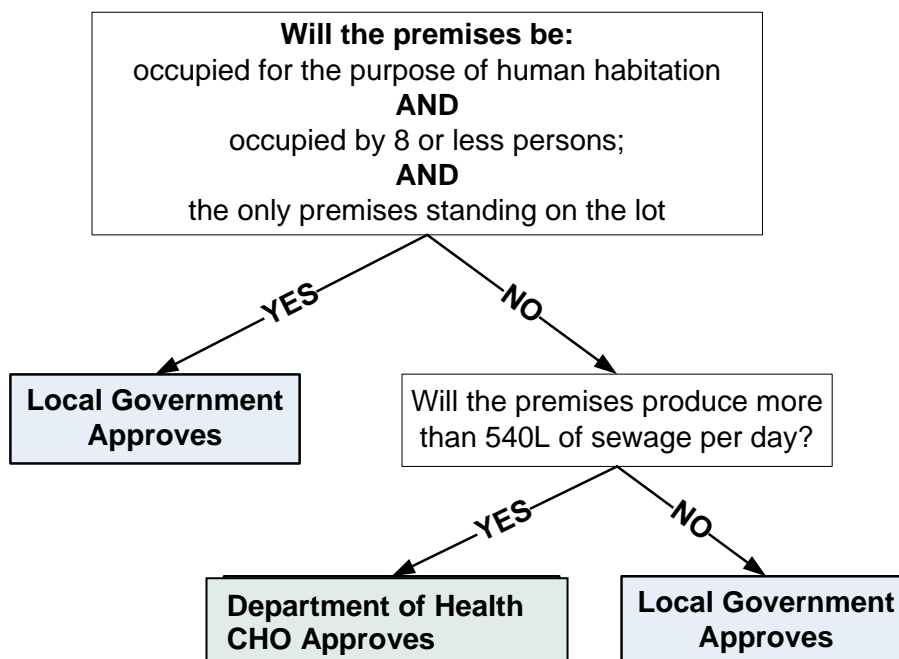 Will the premises be:
occupied for the purpose of human habitation
AND
occupied by 8 or less persons;
AND
the only premises standing on the lot
YES
NO
Local Government
Approves
Will the premises produce more
than 540L of sewage per day?
YES
NO
Department of Health
CHO Approves
Local Government
Approves